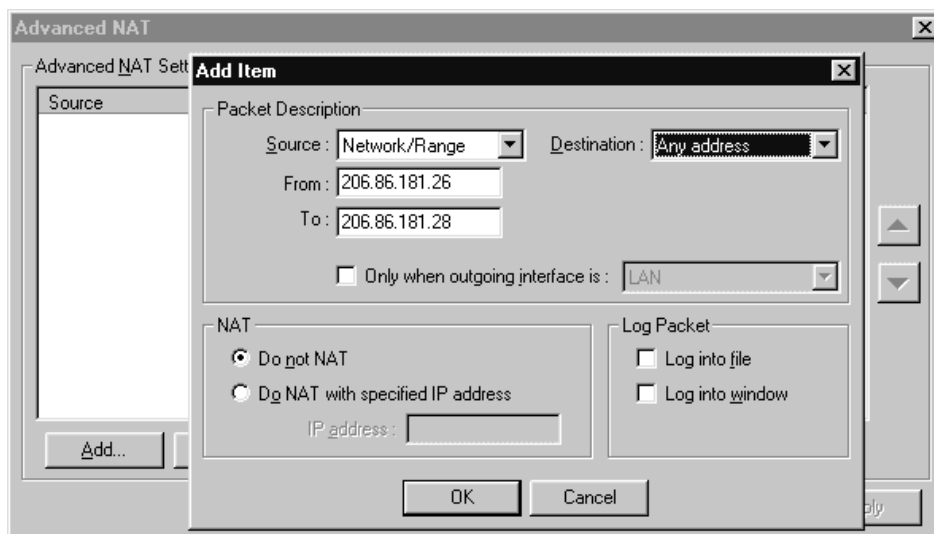 Advanced NAT
Advanced NAT Sett
Add Item
Source
Packet Description
Source : Network/Range Destination : Any address
From : 206.86.181.26
To : 206.86.181.28
Only when outgoing interface is : LAN
NAT Log Packet
Do not NAT Log into file
Do NAT with specified IP address Log into window
IP address :
Add...
OK Cancel
ply